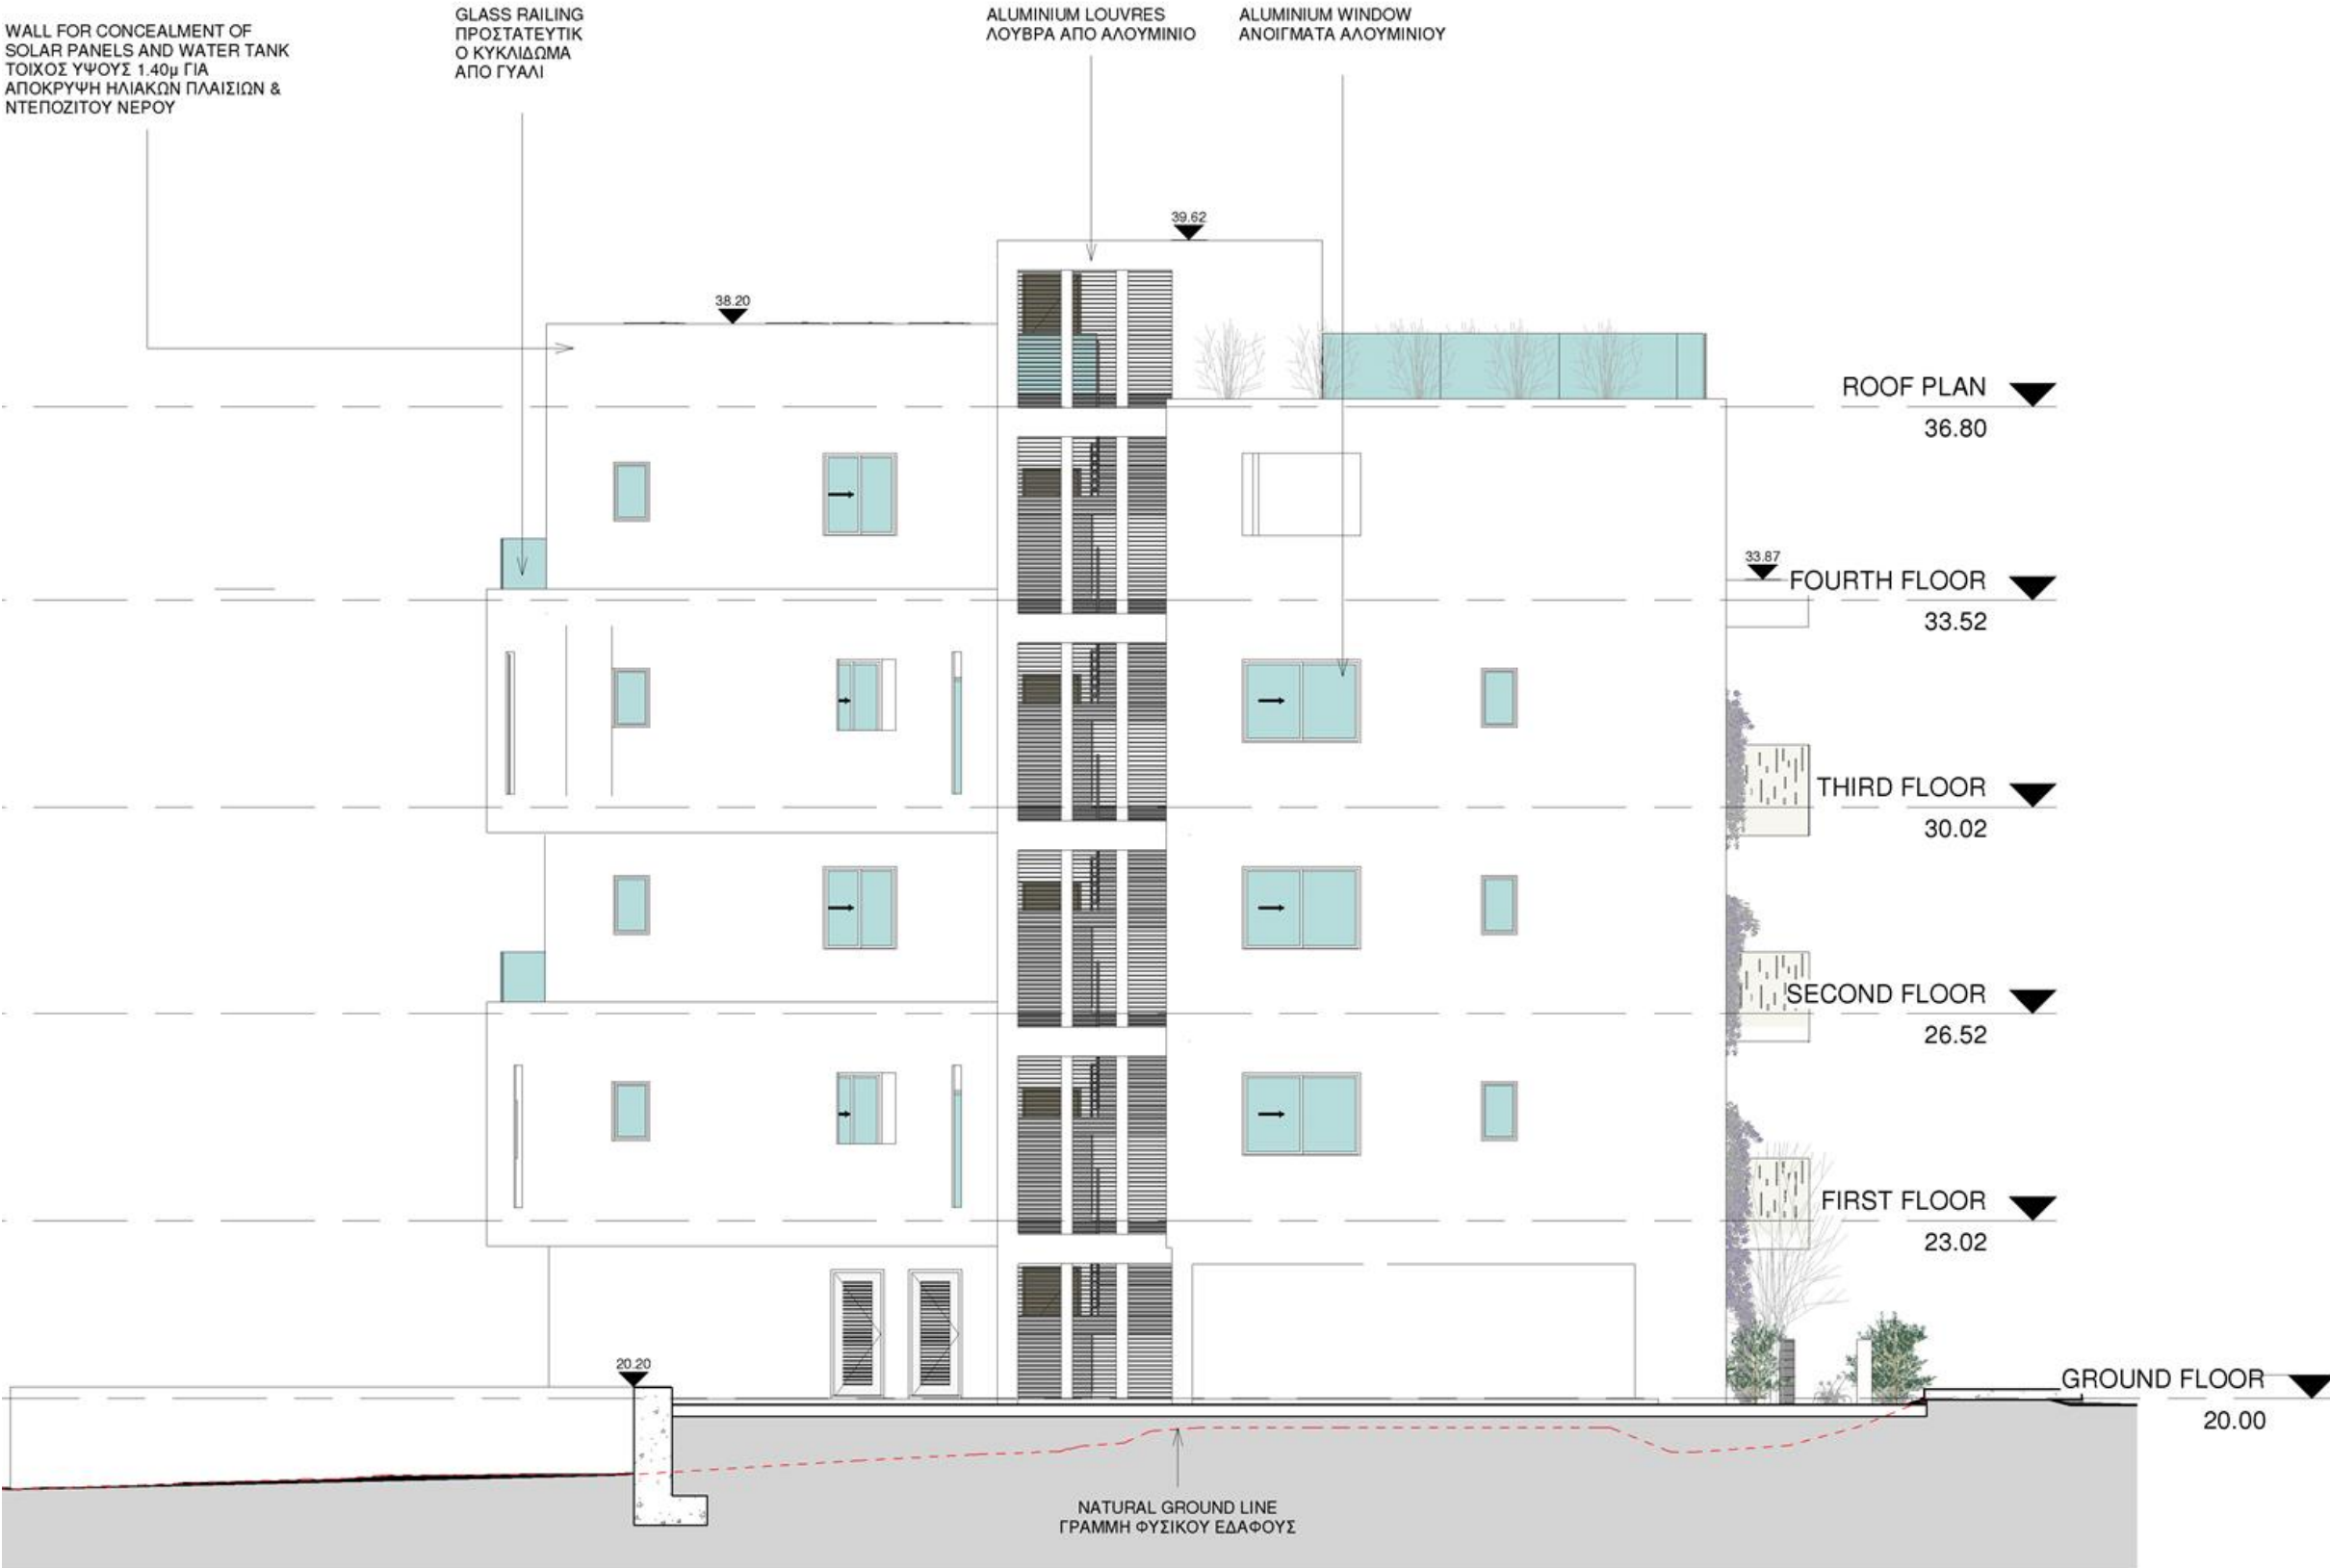 WALL FOR CONCEALMENT OF
SOLAR PANELS AND WATER TANK
ΤΟΙΧΟΣ ΥΨΟΥΣ 1.40μ ΓΙΑ
ΑΠΟΚΡΥΨΗ ΗΛΙΑΚΩΝ ΠΛΑΙΣΙΩΝ &
ΝΤΕΠΟΖΙΤΟΥ ΝΕΡΟΥ
GLASS RAILING
ΠΡΟΣΤΑΤΕΥΤΙΚ
Ο ΚΥΚΛΙΔΩΜΑ
ΑΠΟ ΓΥΑΛΙ
ALUMINIUM LOUVRES
ΛΟΥΒΡΑ ΑΠΟ ΑΛΟΥΜΙΝΙΟ
ALUMINIUM WINDOW
ΑΝΟΙΓΜΑΤΑ ΑΛΟΥΜΙΝΙΟΥ
39.62
38.20
ROOF PLAN
36.80
33.87
FOURTH FLOOR
33.52
THIRD FLOOR
30.02
SECOND FLOOR
26.52
FIRST FLOOR
23.02
20.20
GROUND FLOOR
20.00
NATURAL GROUND LINE
ΓΡΑΜΜΗ ΦΥΣΙΚΟΥ ΕΔΑΦΟΥΣ